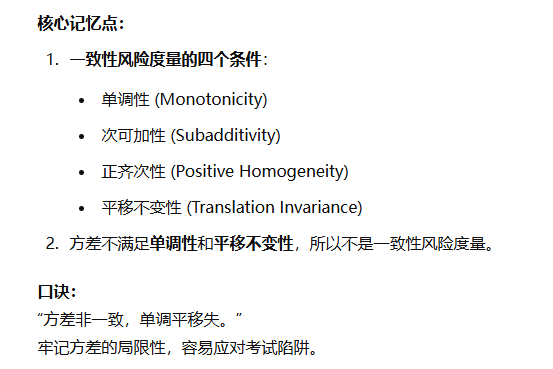 核心记忆点：
1. 一致性风险度量的四个条件：
• 单调性 (Monotonicity)
• 次可加性 (Subadditivity)
• 正齐次性 (Positive Homogeneity)
• 平移不变性 (Translation Invariance)
2. 方差不满足单调性和平移不变性，所以不是一致性风险度量。
口诀：
“方差非一致，单调平移失。”
牢记方差的局限性，容易应对考试陷阱。